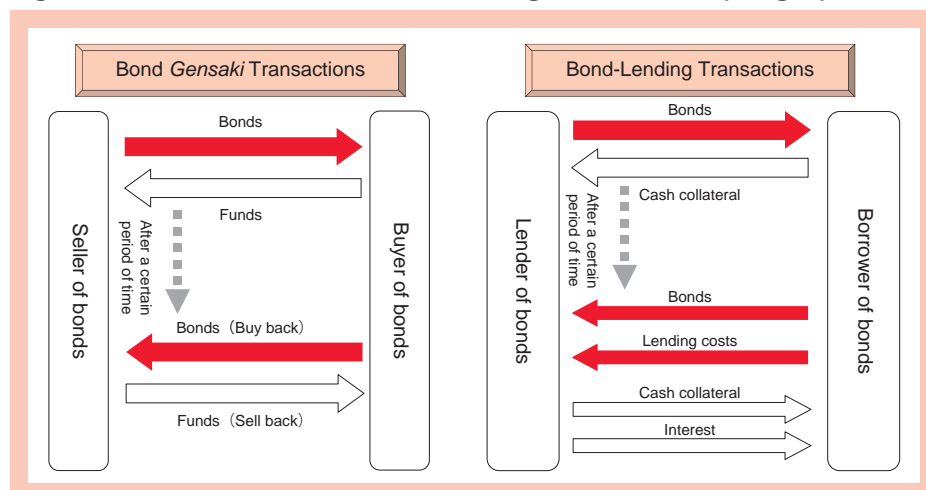 Bond Gensaki Transactions
Seller of bonds
Bonds
Funds
After a certain
period of time
Bonds（Buy back）
Funds（Sell back）
Buyer of bonds
Bond-Lending Transactions
Lender of bonds
Bonds
Cash collateral
After a certain
period of time
Bonds
Lending costs
Cash collateral
Interest
Borrower of bonds